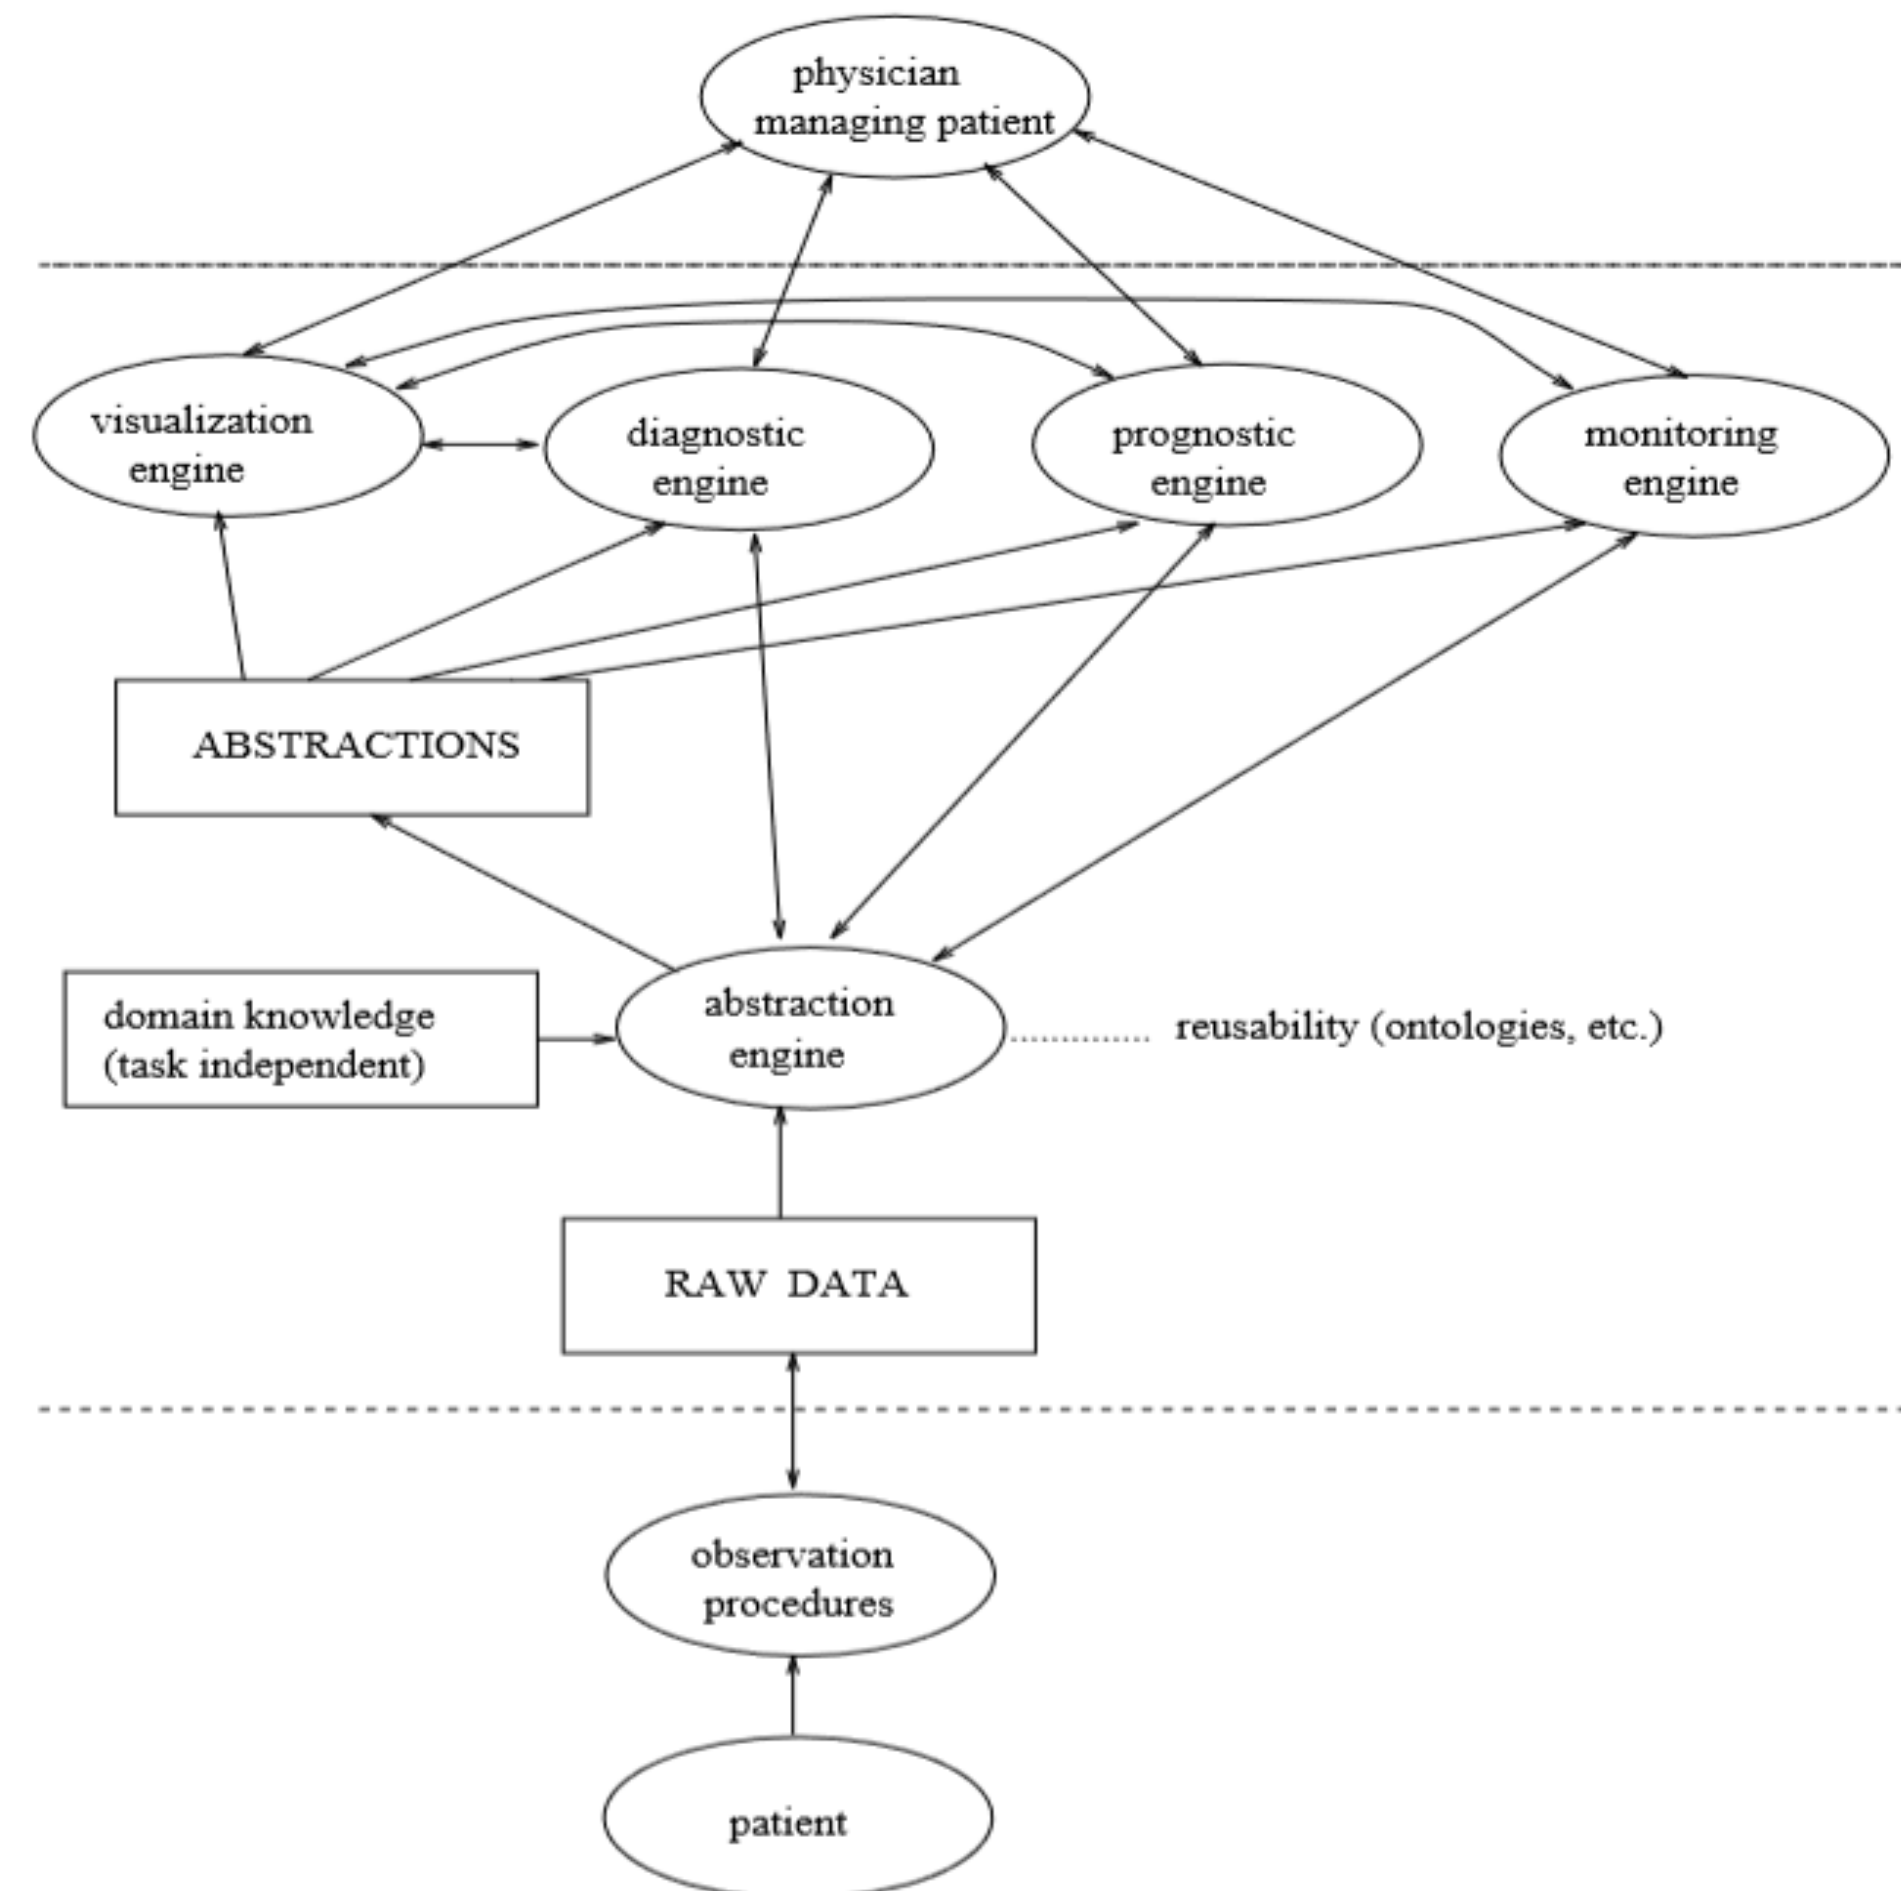 physician
managing patient
visualization
engine
diagnostic
engine
prognostic
engine
monitoring
engine
ABSTRACTIONS
domain knowledge
(task independent)
abstraction
engine
reusability (ontologies, etc.)
RAW DATA
observation
procedures
patient